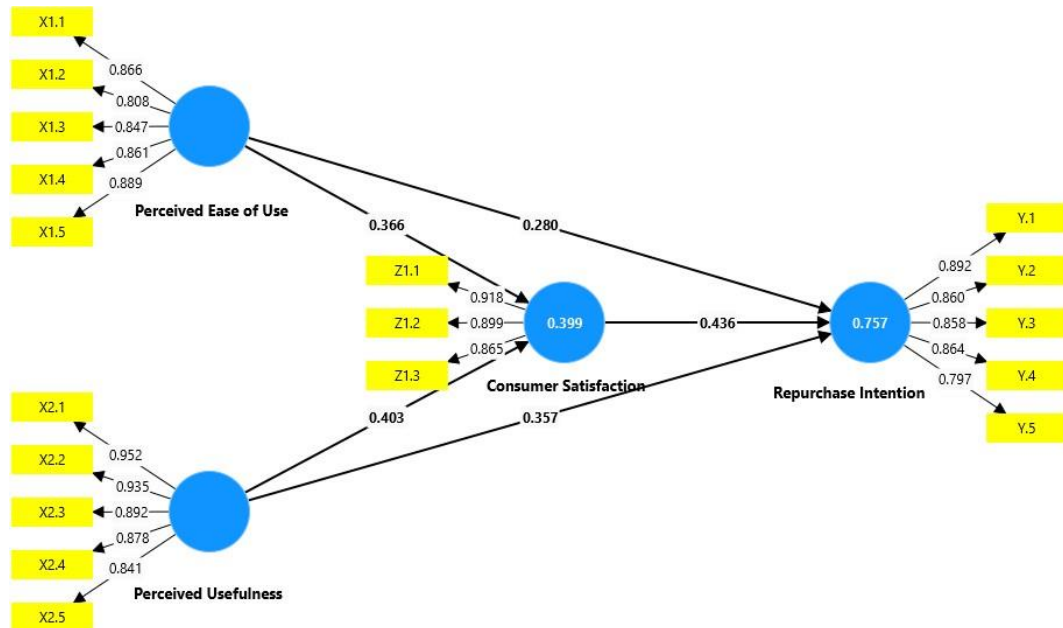 X1.1
0.866
X1.2
0.808
X1.3
0.847
X1.4
0.861
X1.5
0.889
Perceived Ease of Use
0.366
0.280
Z1.1
0.918
Z1.2
0.899
Z1.3
0.865
0.399
Consumer Satisfaction
0.436
0.403
0.357
0.757
Repurchase Intention
Y.1
0.892
Y.2
0.860
Y.3
0.858
Y.4
0.864
Y.5
0.797
X2.1
0.952
X2.2
0.935
X2.3
0.892
X2.4
0.878
X2.5
0.841
Perceived Usefulness